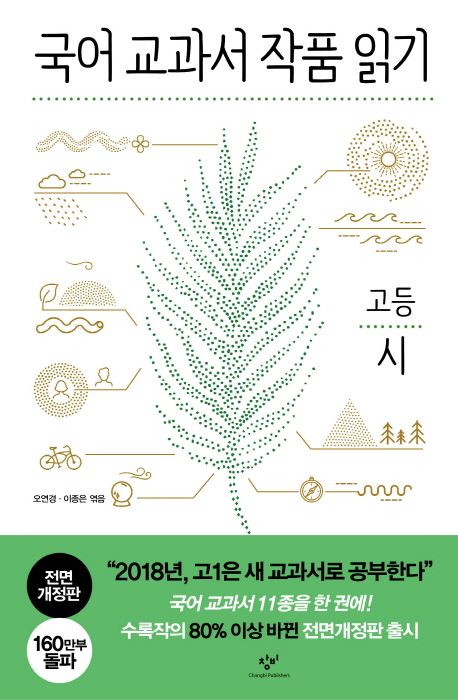 국어 교과서 작품 읽기
고등
시
오연경 · 이종은 엮음
전면
개정판
160만부
돌파
“2018년, 고1은 새 교과서로 공부한다”
국어 교과서 11종을 한 권에!
수록작의 80% 이상 바뀐 전면개정판 출시
창비
Changbi Publishers